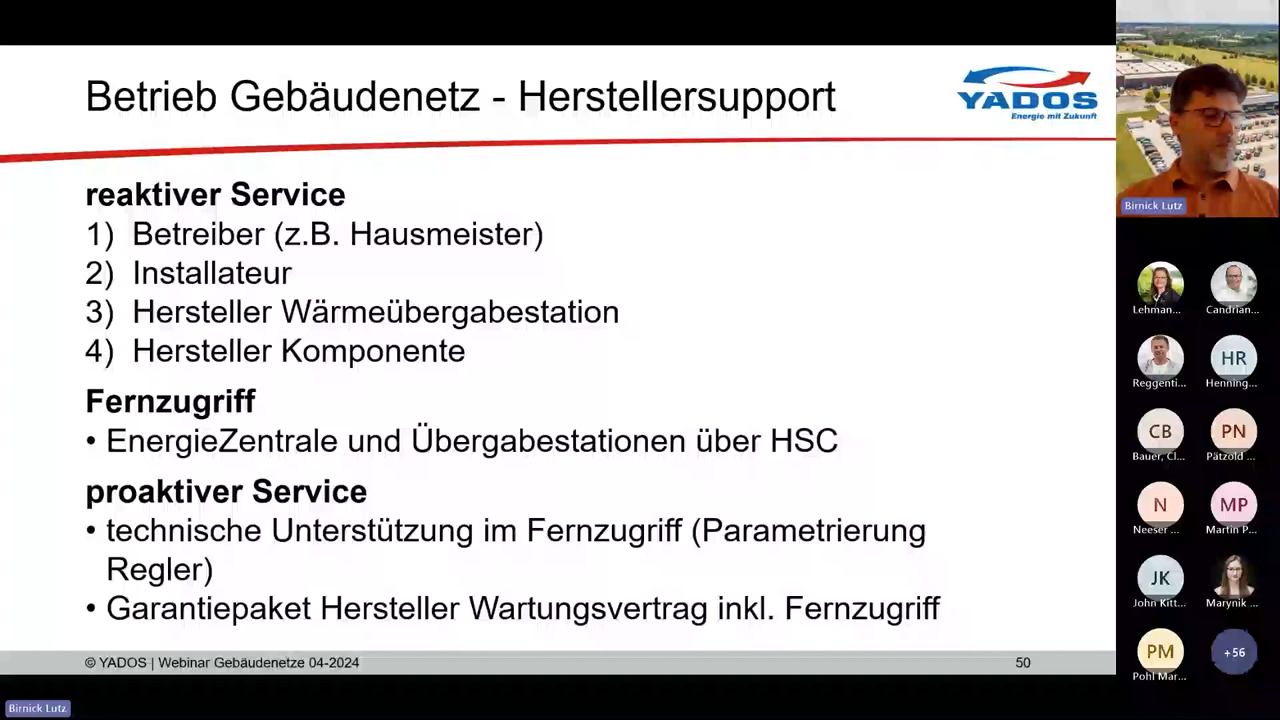 Betrieb Gebäudenetz - Herstellersupport
YADOS
Energie mit Zukunft
reaktiver Service
1) Betreiber (z.B. Hausmeister)
2) Installateur
3) Hersteller Wärmeübergabestation
4) Hersteller Komponente
Fernzugriff
• EnergieZentrale und Übergabestationen über HSC
proaktiver Service
• technische Unterstützung im Fernzugriff (Parametrierung
Regler)
• Garantiepaket Hersteller Wartungsvertrag inkl. Fernzugriff
© YADOS | Webinar Gebäudenetze 04-2024
50
Birnick Lutz
Birnick Lutz
Lehman...
Candrian...
Reggenti...
HR
Henning...
CB
Bauer, Cl...
PN
Pätzold ...
N
Neeser ...
MP
Martin P...
JK
John Kitt...
Marynik ...
PM
Pohl Mar...
+56